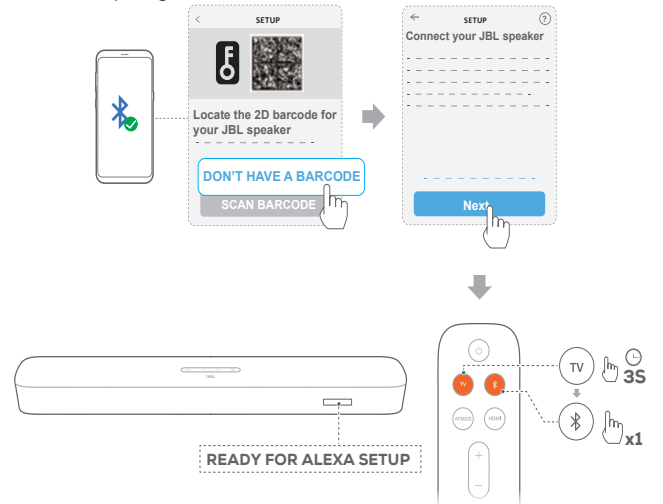 SETUP
Locate the 2D barcode for
your JBL speaker
DON'T HAVE A BARCODE
SCAN BARCODE
SETUP
?
Connect your JBL speaker
Next
JBL
READY FOR ALEXA SETUP
TV
ATMOS
HDMI
+
−
TV
3S
x1